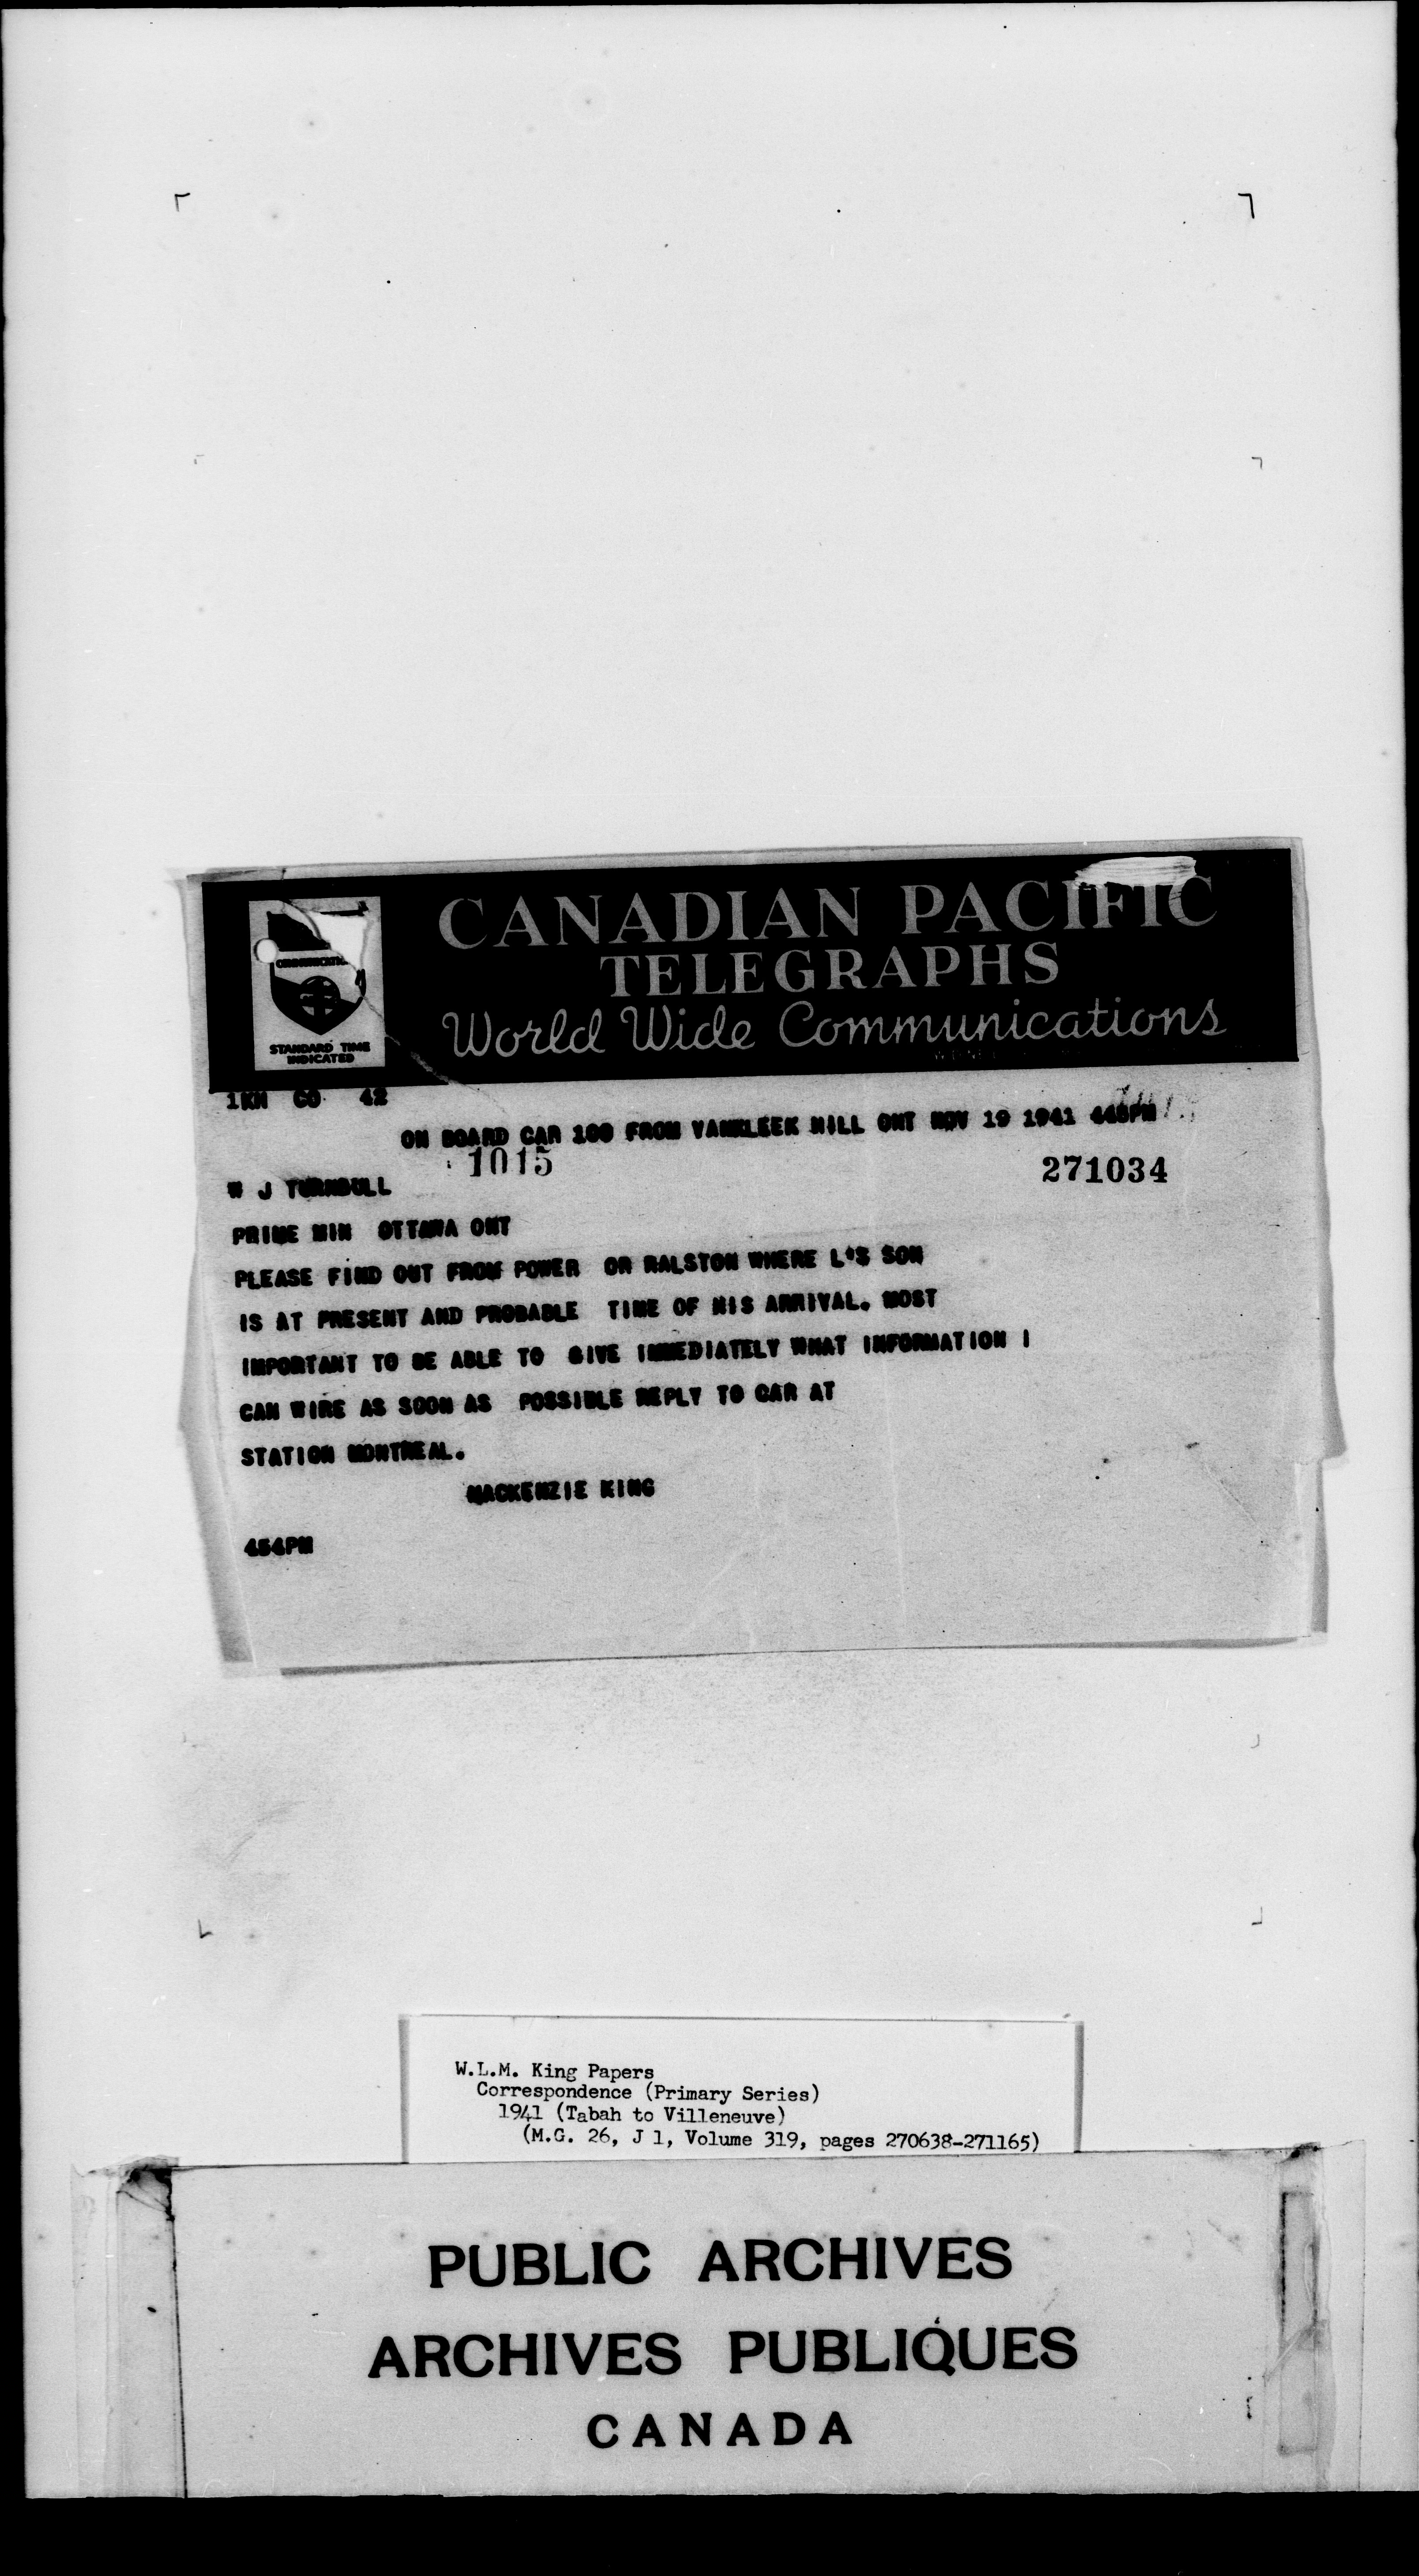 CANADIAN PACIFIC
TELEGRAPHS
World Wide Communications
STANDARD TIME
INDICATED
1KN CO 42
ON BOARD CAR 100 FROM VANKLEEK HILL ONT NOV 19 1941 448PM
1015
271034
W J TURNBULL
PRIME MIN OTTAWA ONT
PLEASE FIND OUT FROM POWER OR RALSTON WHERE L'S SON
IS AT PRESENT AND PROBABLE TIME OF HIS ARRIVAL. MOST
IMPORTANT TO BE ABLE TO GIVE IMMEDIATELY WHAT INFORMATION I
CAN WIRE AS SOON AS POSSIBLE REPLY TO CAR AT
STATION MONTREAL.
MACKENZIE KING
454PM
W.L.M. King Papers
Correspondence (Primary Series)
1941 (Tabah to Villeneuve)
(M.G. 26, J 1, Volume 319, pages 270638-271165)
PUBLIC ARCHIVES
ARCHIVES PUBLIQUES
CANADA